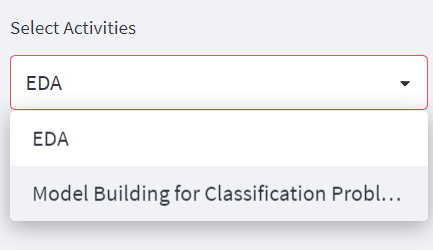 Select Activities
EDA
EDA
Model Building for Classification Probl...